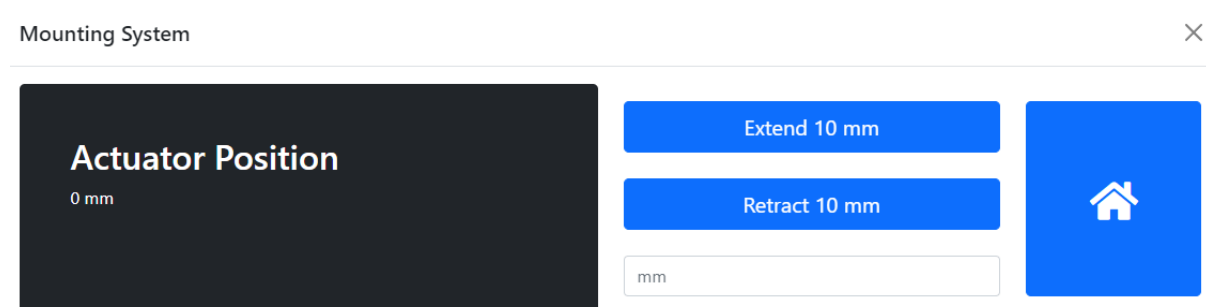 Mounting System
Actuator Position
0 mm
Extend 10 mm
Retract 10 mm
mm